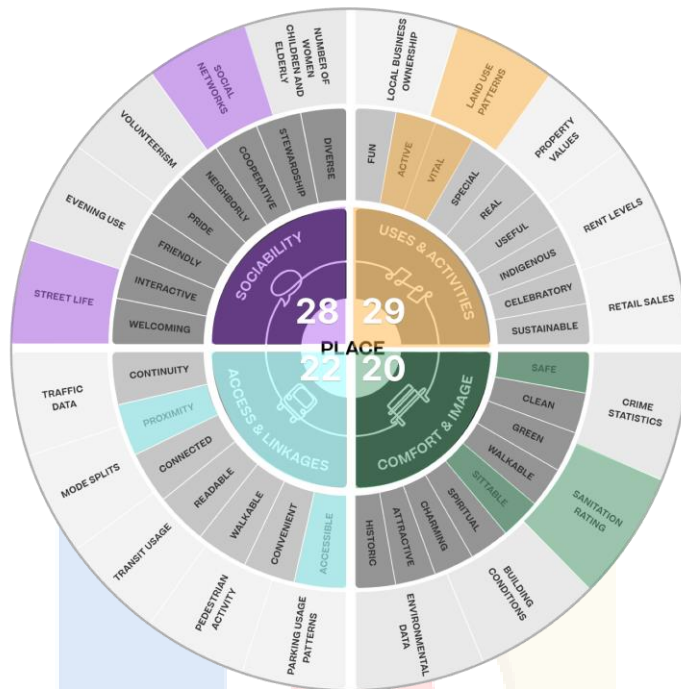 NUMBER OF
WOMEN
CHILDREN AND
ELDERLY
SOCIAL
NETWORKS
VOLUNTEERISM
EVENING USE
STREET LIFE
LOCAL BUSINESS
OWNERSHIP
LAND USE
PATTERNS
PROPERTY
VALUES
RENT LEVELS
RETAIL SALES
DIVERSE
STEWARDSHIP
COOPERATIVE
NEIGHBORLY
PRIDE
FRIENDLY
INTERACTIVE
WELCOMING
FUN
ACTIVE
VITAL
SPECIAL
REAL
USEFUL
INDIGENOUS
CELEBRATORY
SUSTAINABLE
SOCIABILITY
USES & ACTIVITIES
28
29
PLACE
22
20
ACCESS & LINKAGES
COMFORT & IMAGE
CONTINUITY
PROXIMITY
CONNECTED
READABLE
WALKABLE
CONVENIENT
ACCESSIBLE
SAFE
CLEAN
GREEN
WALKABLE
SITTABLE
SPIRITUAL
CHARMING
ATTRACTIVE
HISTORIC
TRAFFIC
DATA
MODE SPLITS
TRANSIT USAGE
PEDESTRIAN
ACTIVITY
PARKING USAGE
PATTERNS
CRIME
STATISTICS
SANITATION
RATING
BUILDING
CONDITIONS
ENVIRONMENTAL
DATA